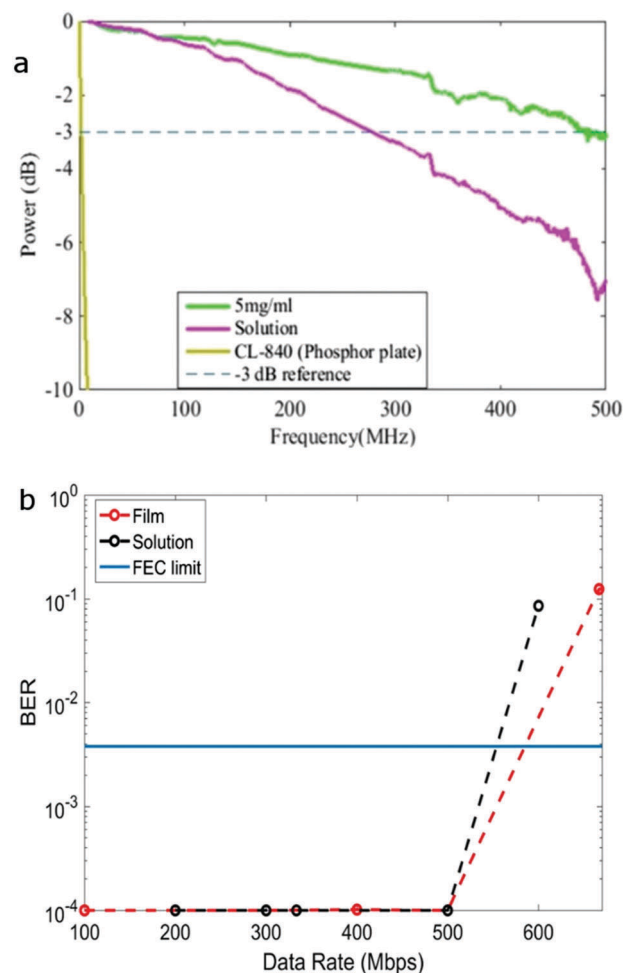 a
0
-2
-3
-4
-6
-8
-10
Power (dB)
5mg/ml
Solution
CL-840 (Phosphor plate)
-3 dB reference
0 100 200 300 400 500
Frequency(MHz)
b
10^0
10^-1
10^-2
10^-3
10^-4
BER
Film
Solution
FEC limit
100 200 300 400 500 600
Data Rate (Mbps)